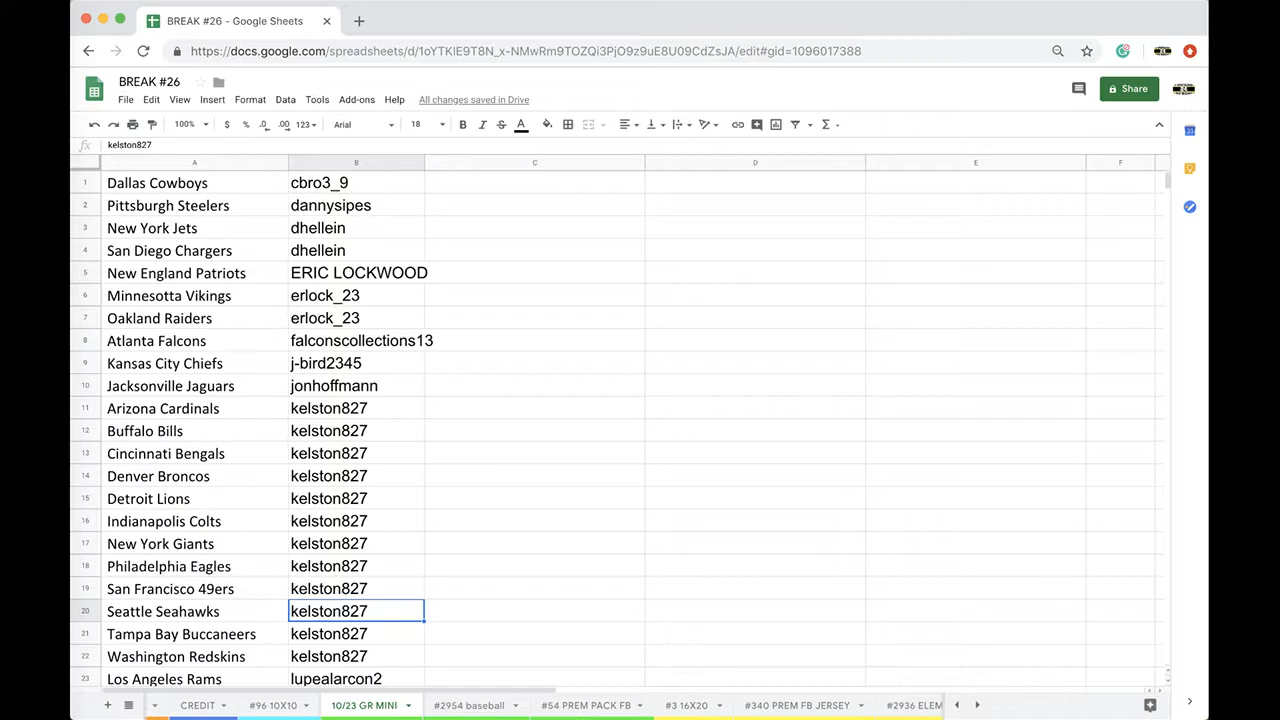 BREAK #26 - Google Sheets
https://docs.google.com/spreadsheets/d/1oYTKIE9T8N_x-NMwRm9TOZQi3PjO9z9uE8U09CdZsJA/edit#gid=1096017388
BREAK #26
File Edit View Insert Format Data Tools Add-ons Help All changes saved in Drive
Share
100% $ % .0 .00 123 Arial 18 B I S A
fx kelston827
A B C D E F
1 Dallas Cowboys cbro3_9
2 Pittsburgh Steelers dannysipes
3 New York Jets dhellein
4 San Diego Chargers dhellein
5 New England Patriots ERIC LOCKWOOD
6 Minnesotta Vikings erlock_23
7 Oakland Raiders erlock_23
8 Atlanta Falcons falconscollections13
9 Kansas City Chiefs j-bird2345
10 Jacksonville Jaguars jonhoffmann
11 Arizona Cardinals kelston827
12 Buffalo Bills kelston827
13 Cincinnati Bengals kelston827
14 Denver Broncos kelston827
15 Detroit Lions kelston827
16 Indianapolis Colts kelston827
17 New York Giants kelston827
18 Philadelphia Eagles kelston827
19 San Francisco 49ers kelston827
20 Seattle Seahawks kelston827
21 Tampa Bay Buccaneers kelston827
22 Washington Redskins kelston827
23 Los Angeles Rams lupealarcon2
CREDIT #96 10X10 10/23 GR MINI #2994 baseball #54 PREM PACK FB #3 16X20 #340 PREM FB JERSEY #2936 ELEM